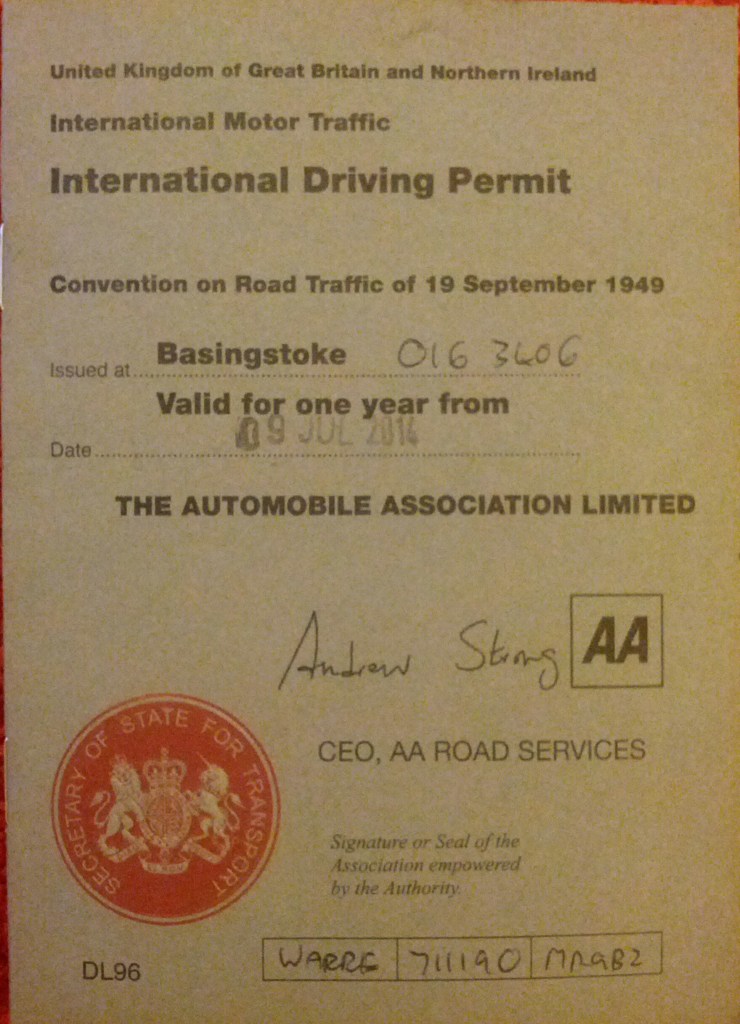 United Kingdom of Great Britain and Northern Ireland
International Motor Traffic
International Driving Permit
Convention on Road Traffic of 19 September 1949
Issued at Basingstoke 016 3606
Valid for one year from
Date 09 JUL 2014
THE AUTOMOBILE ASSOCIATION LIMITED
Andrew Strong AA
CEO, AA ROAD SERVICES
SECRETARY OF STATE FOR TRANSPORT
Signature or Seal of the
Association empowered
by the Authority.
DL96 WARRE 711190 MA9BZ